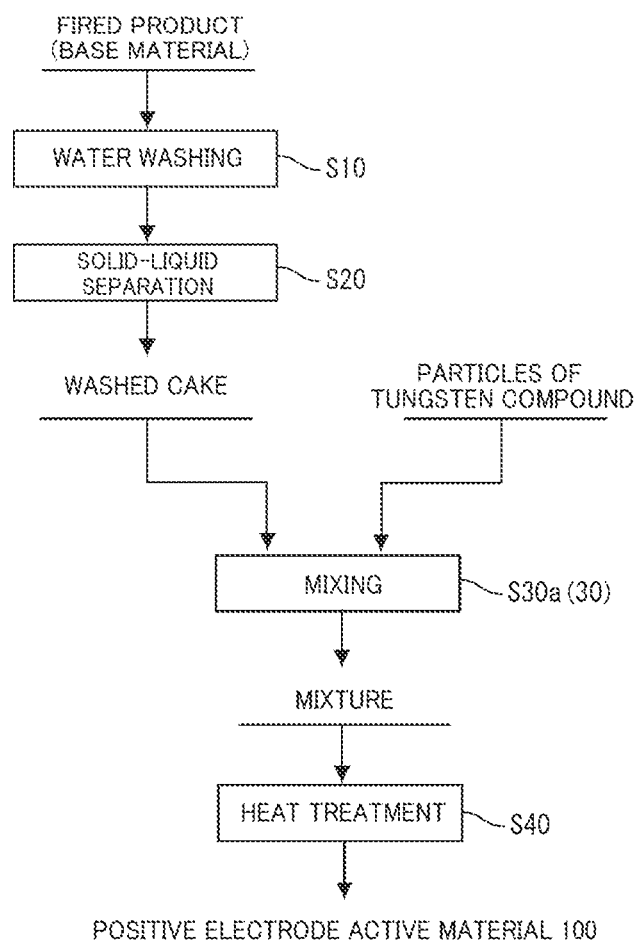 FIRED PRODUCT
(BASE MATERIAL)
WATER WASHING
S10
SOLID-LIQUID
SEPARATION
S20
WASHED CAKE
PARTICLES OF
TUNGSTEN COMPOUND
MIXING
S30a (30)
MIXTURE
HEAT TREATMENT
S40
POSITIVE ELECTRODE ACTIVE MATERIAL 100